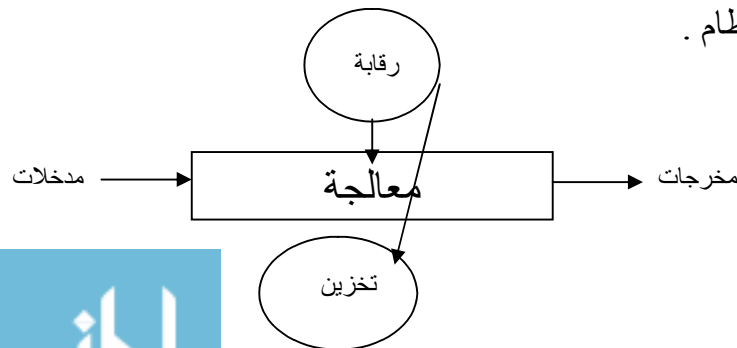 ظام .
رقابة
مدخلات
معالجة
مخرجات
تخزين